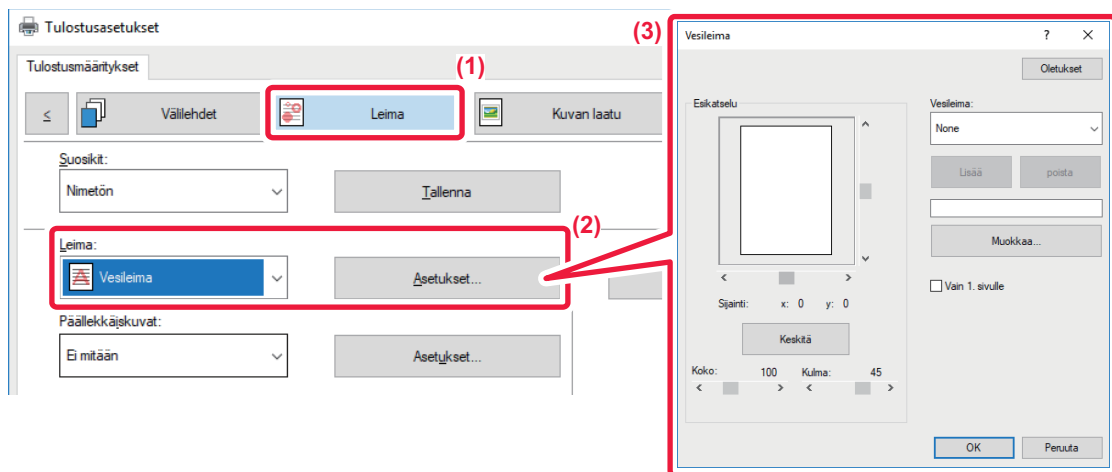 Tulostusasetukset
Tulostusmääritykset
(1)
≤ Välilehdet Leima Kuvan laatu
Suosikit:
Nimetön Tallenna
(2)
Leima:
Vesileima Asetukset...
Päällekkäiskuvat:
Ei mitään Asetukset...
(3)
Vesileima ? ×
Oletukset
Esikatselu
Vesileima:
None
Lisää poista
Muokkaa...
Vain 1. sivulle
Sijainti: x: 0 y: 0
Keskitä
Koko: 100 Kulma: 45
OK Peruuta